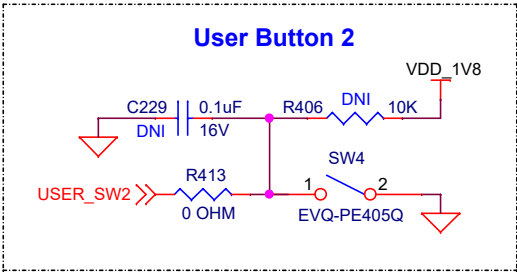 User Button 2
VDD_1V8
C229 0.1uF R406 DNI 10K
DNI 16V
SW4
R413
USER_SW2 1 2
0 OHM EVQ-PE405Q